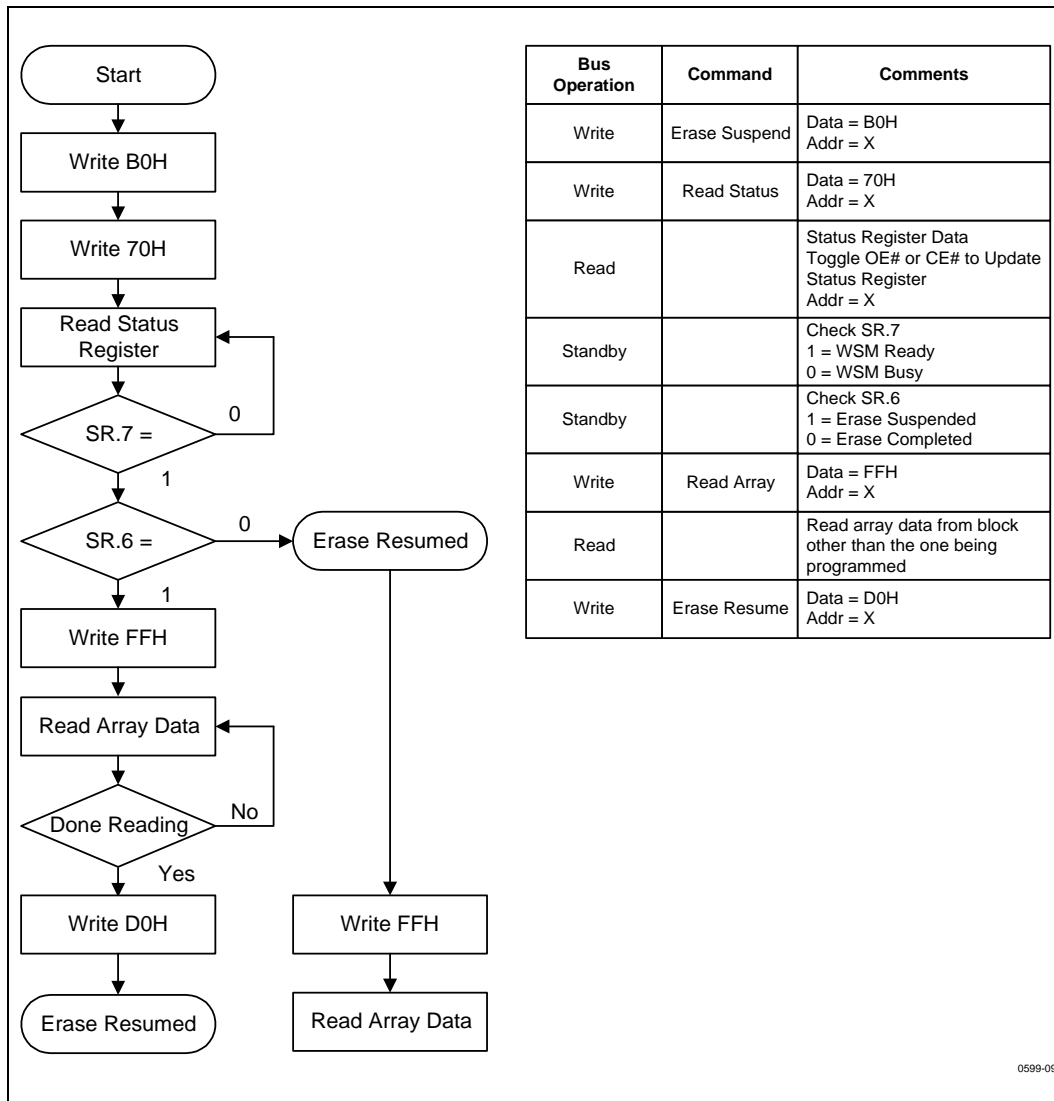 Start
Write B0H
Write 70H
Read Status
Register
0
SR.7 =
1
0
SR.6 =
Erase Resumed
1
Write FFH
Read Array Data
No
Done Reading
Yes
Write D0H
Write FFH
Erase Resumed
Read Array Data
Bus
Operation
Command
Comments
Write
Erase Suspend
Data = B0H
Addr = X
Write
Read Status
Data = 70H
Addr = X
Read
Status Register Data
Toggle OE# or CE# to Update
Status Register
Addr = X
Standby
Check SR.7
1 = WSM Ready
0 = WSM Busy
Standby
Check SR.6
1 = Erase Suspended
0 = Erase Completed
Write
Read Array
Data = FFH
Addr = X
Read
Read array data from block
other than the one being
programmed
Write
Erase Resume
Data = D0H
Addr = X
0599-09